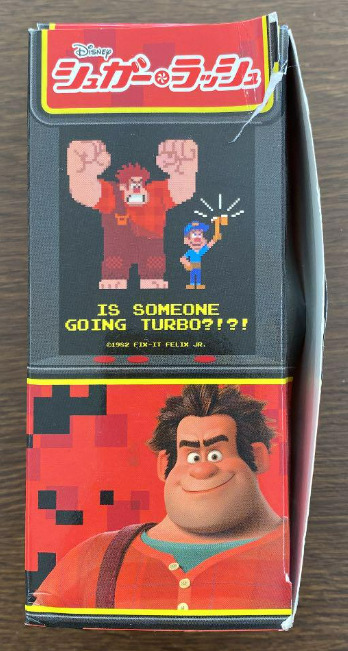 Disney
シュガー・ラッシュ
IS SOMEONE
GOING TURBO?!?!
©1982 FIX-IT FELIX JR.